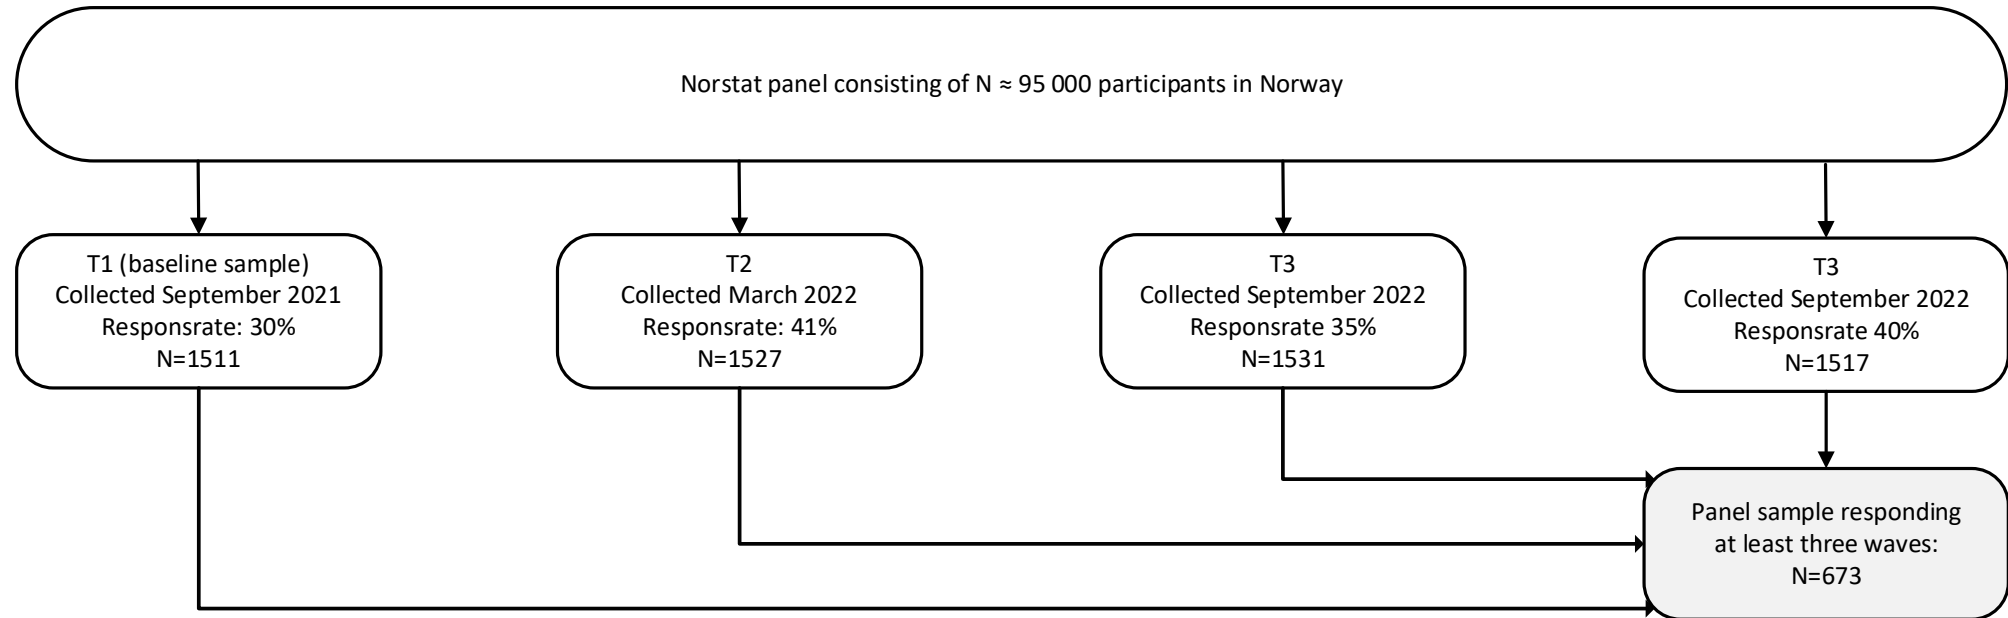 Norstat panel consisting of N ≈ 95 000 participants in Norway
T1 (baseline sample)
Collected September 2021
Responsrate: 30%
N=1511
T2
Collected March 2022
Responsrate: 41%
N=1527
T3
Collected September 2022
Responsrate 35%
N=1531
T3
Collected September 2022
Responsrate 40%
N=1517
Panel sample responding
at least three waves:
N=673